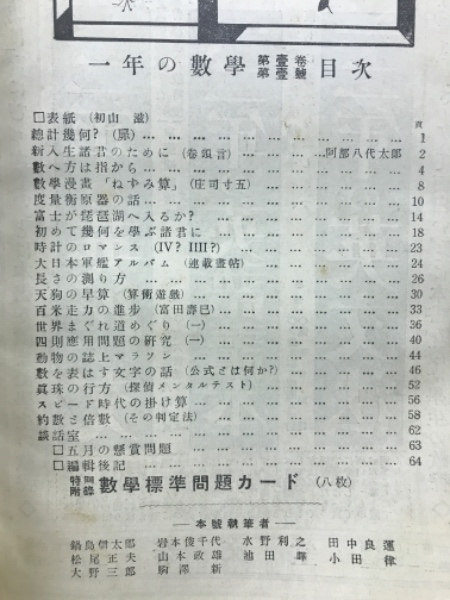 一年の數學 第壹卷第壹號 目次
頁
□表紙 (初山 滋)
總計幾何? (扉) … … 1
新入生諸君のために (卷頭言) … … 阿部八代太郎 2
數へ方は指から … … 4
數學漫畫「ねずみ算」(庄司寸五) … … 8
度量衡原器の話 … … 10
富士が琵琶湖へ入るか? … … 14
初めて幾何を學ぶ諸君に … … 18
時計のロマンス (IV? IIII?) … … 23
大日本軍艦アルバム (連載畫帖) … … 24
長さの測り方 … … 26
天狗の早算 (算術遊戲) … … 30
百米走力の進步 (富田壽巳) … … 33
世界まぐれ道めぐり (一) … … 36
四則應用問題の硏究 (一) … … 40
動物の誌上マラソン … … 44
數を表はす文字の話 (公式とは何か?) … … 46
眞珠の行方 (探偵メンタルテスト) … … 52
スピード時代の掛け算 … … 56
約數と倍數 (その判定法) … … 58
談話室 … … 62
□五月の懸賞問題 … … 63
□編輯後記 … … 64
特別附錄 數學標準問題カード (八枚)
―本號執筆者―
鍋島信太郎 岩本俊千代 水野利之 田中良運
松尾正夫 山本政雄 池田 小田 律
大野三郎 駒澤新